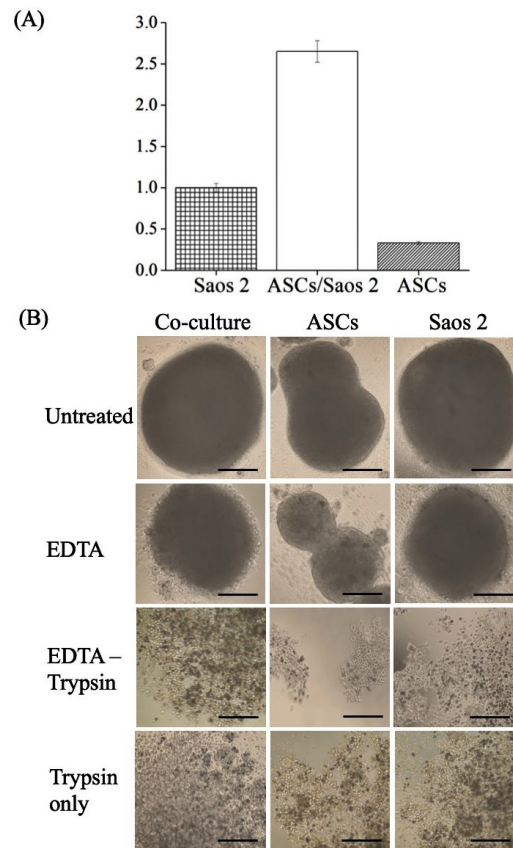 (A)
3.0
2.5
2.0
1.5
1.0
0.5
0.0
Saos 2 ASCs/Saos 2 ASCs
(B)
Co-culture ASCs Saos 2
Untreated
EDTA
EDTA –
Trypsin
Trypsin
only